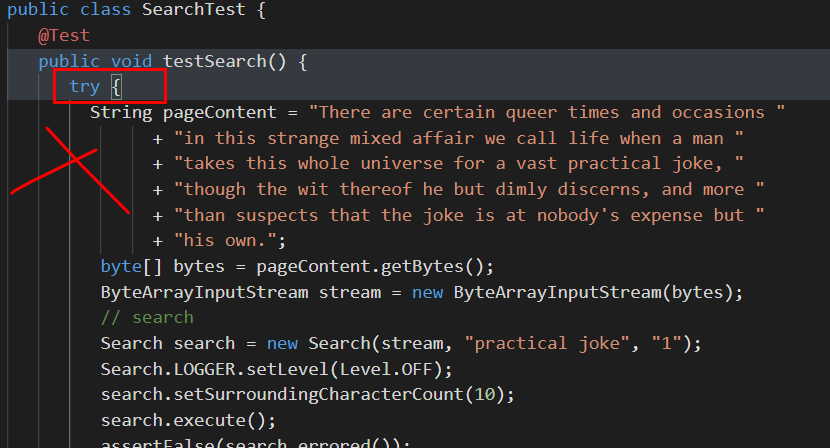 public class SearchTest {
@Test
public void testSearch() {
try {
String pageContent = "There are certain queer times and occasions "
+ "in this strange mixed affair we call life when a man "
+ "takes this whole universe for a vast practical joke, "
+ "though the wit thereof he but dimly discerns, and more "
+ "than suspects that the joke is at nobody's expense but "
+ "his own.";
byte[] bytes = pageContent.getBytes();
ByteArrayInputStream stream = new ByteArrayInputStream(bytes);
// search
Search search = new Search(stream, "practical joke", "1");
Search.LOGGER.setLevel(Level.OFF);
search.setSurroundingCharacterCount(10);
search.execute();
assertFalse(search.errored());